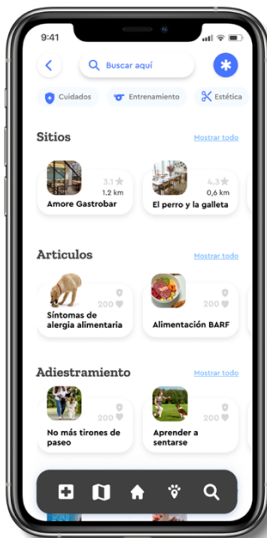 9:41
Buscar aquí
Cuidados
Entrenamiento
Estética
Sitios
Mostrar todo
3.1
1.2 km
Amore Gastrobar
4.3
0,6 km
El perro y la galleta
Articulos
Mostrar todo
200
Síntomas de
alergia alimentaria
200
Alimentación BARF
Adiestramiento
Mostrar todo
200
No más tirones de
paseo
200
Aprender a
sentarse